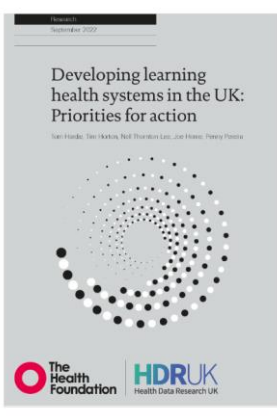 Research
September 2022
Developing learning
health systems in the UK:
Priorities for action
Tom Hardie, Tim Horton, Nell Thornton-Lee, Joe Home, Penny Pereira
The
Health
Foundation
HDRUK
Health Data Research UK